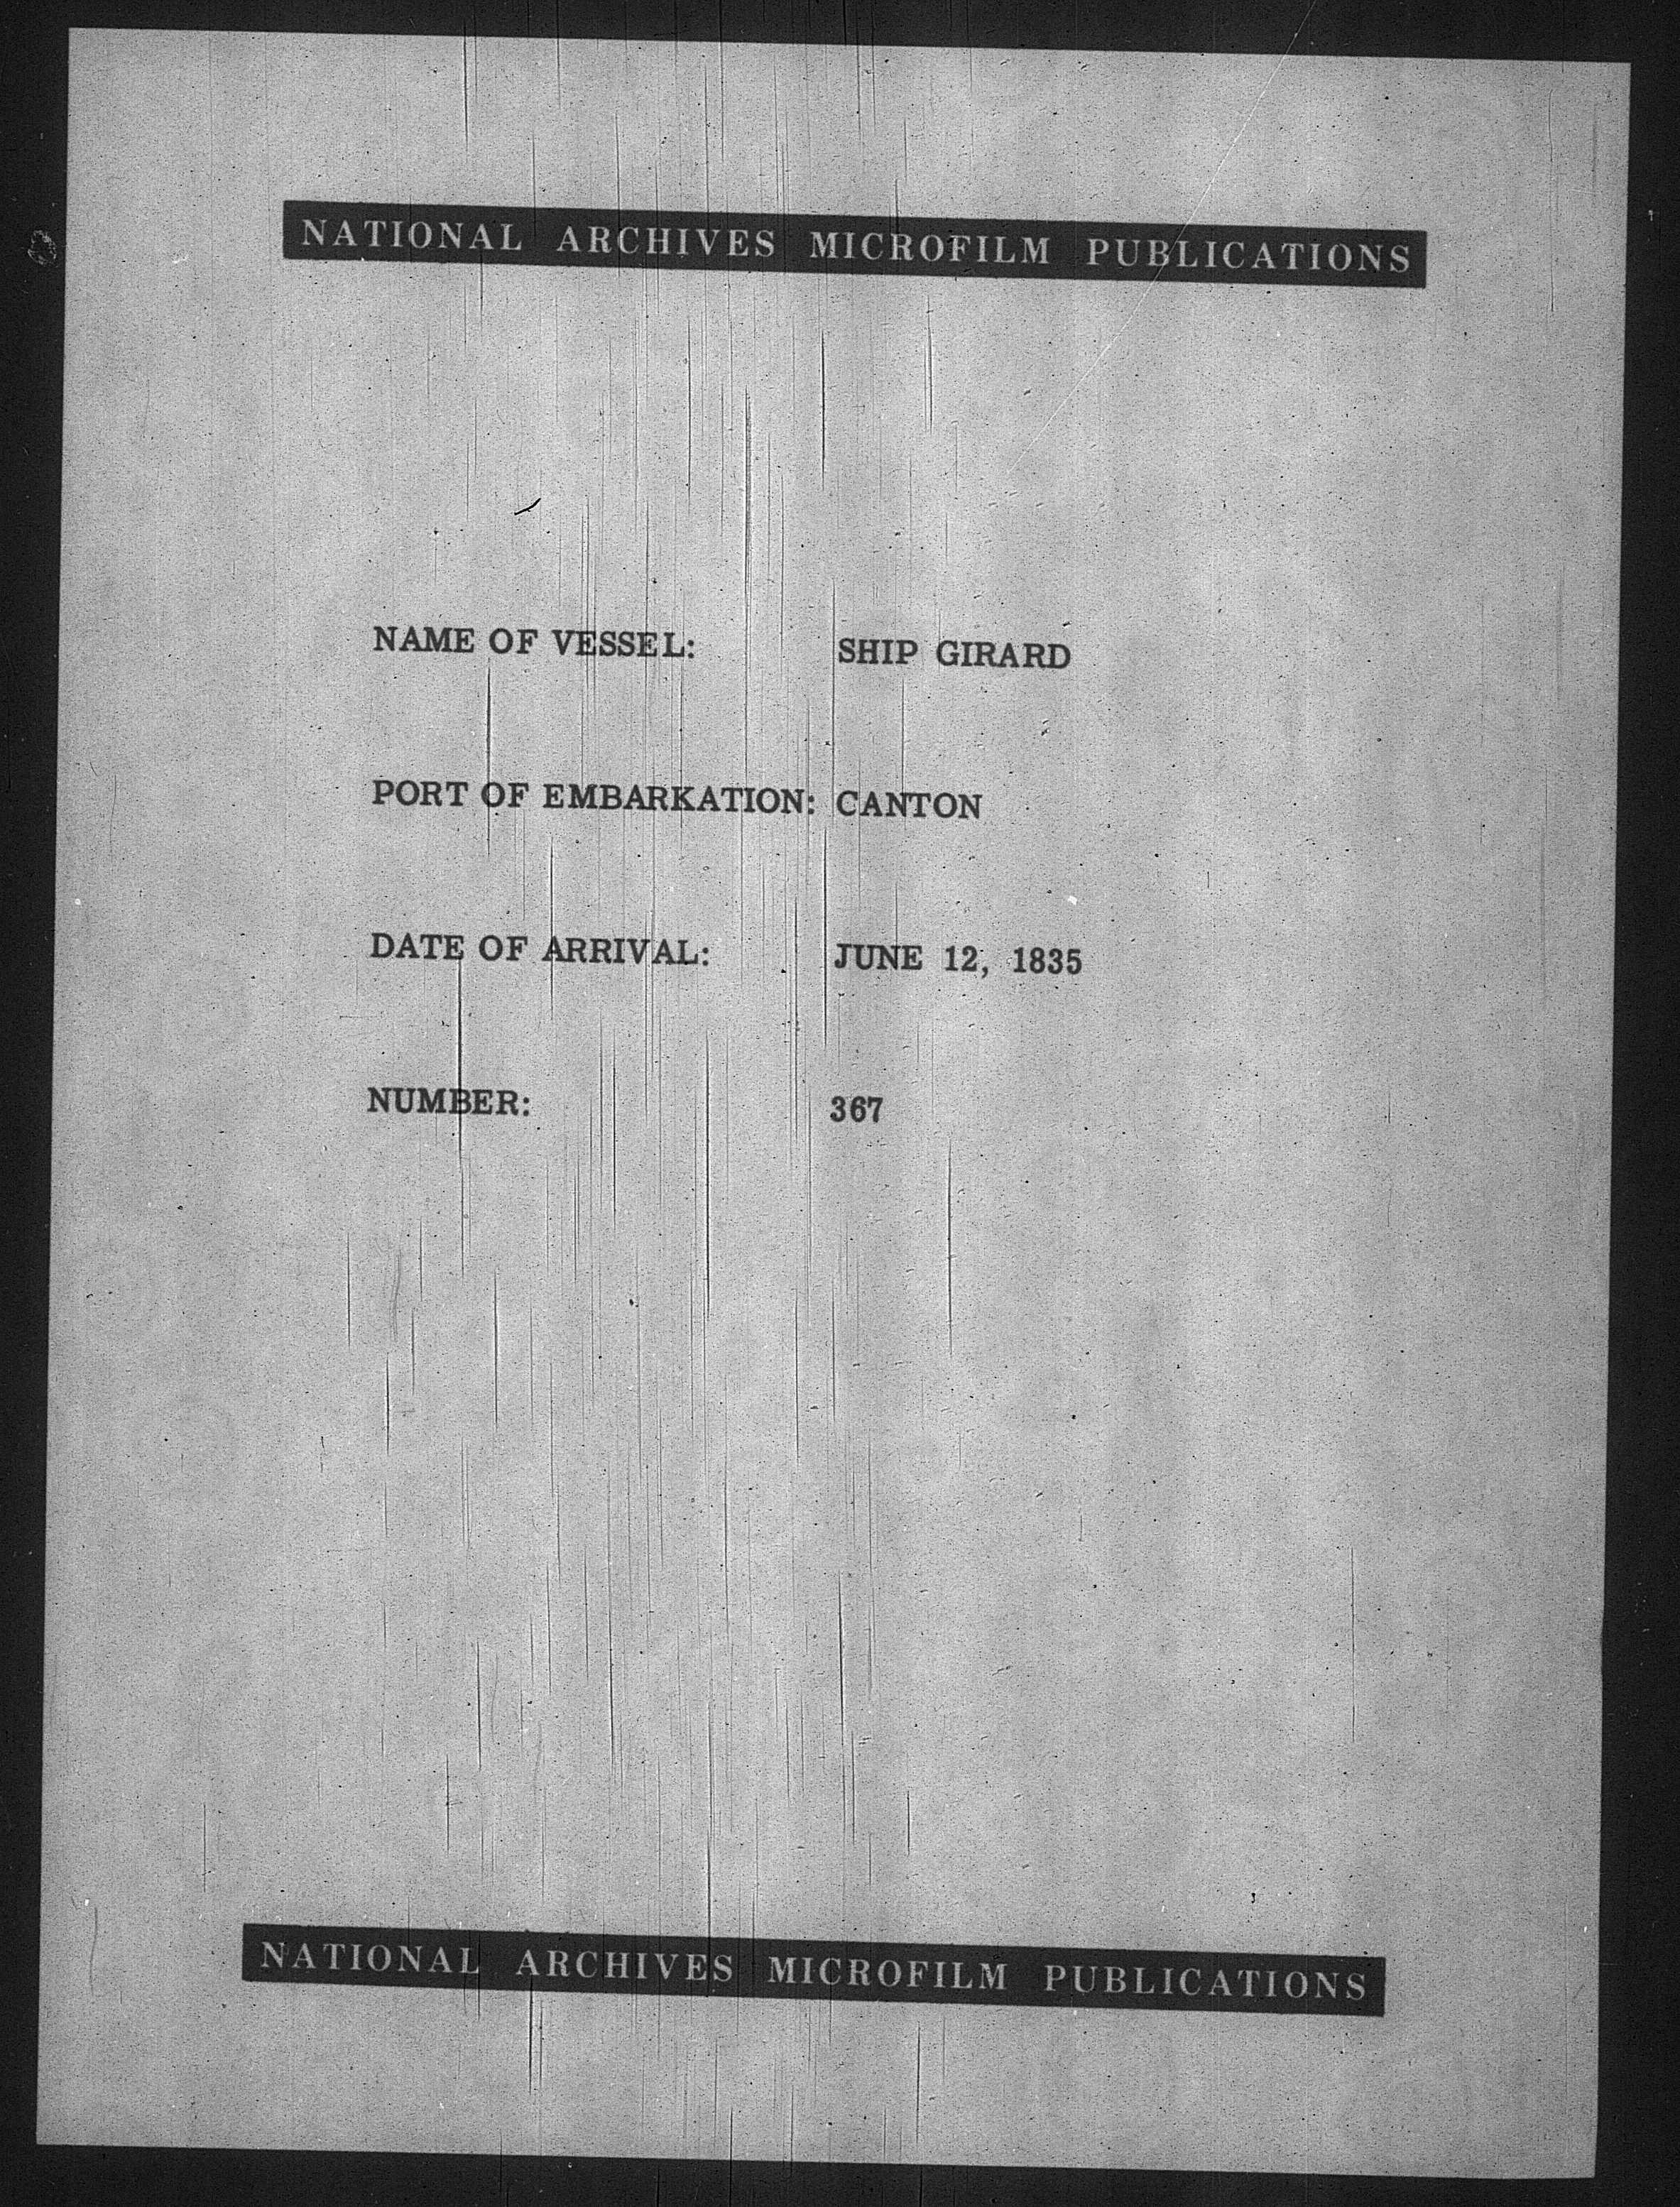 NATIONAL ARCHIVES MICROFILM PUBLICATIONS
NAME OF VESSEL: SHIP GIRARD
PORT OF EMBARKATION: CANTON
DATE OF ARRIVAL: JUNE 12, 1835
NUMBER: 367
NATIONAL ARCHIVES MICROFILM PUBLICATIONS